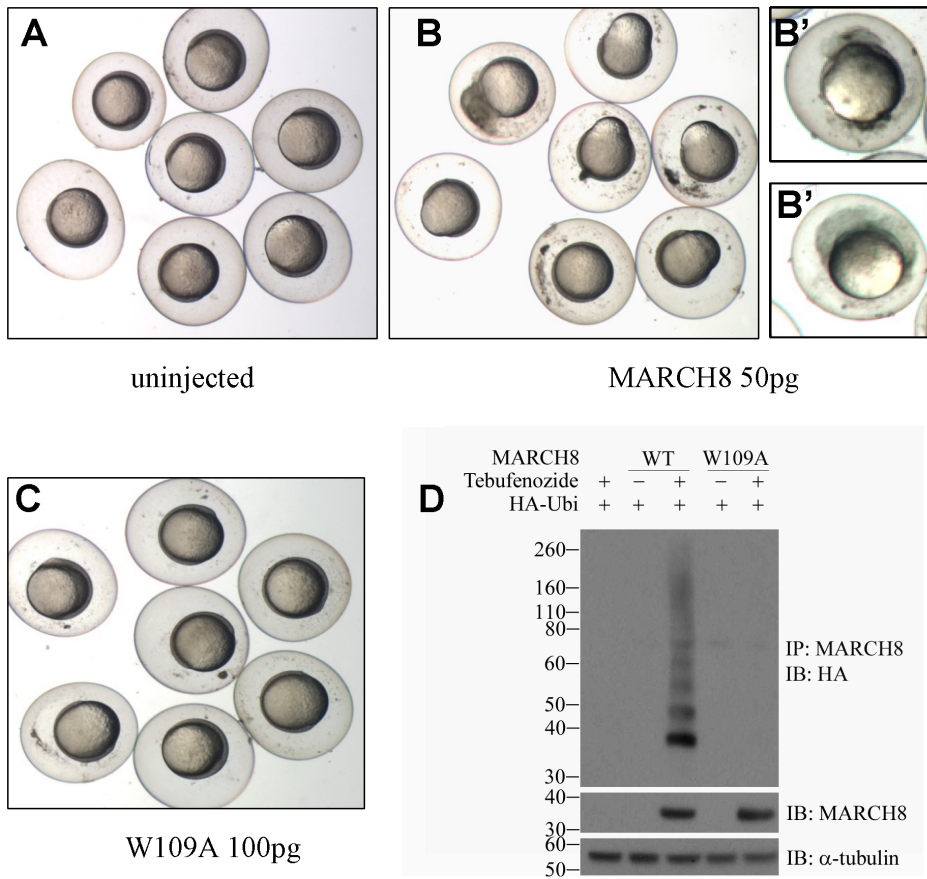 A
B
B’
B’
uninjected
MARCH8 50pg
C
W109A 100pg
D
MARCH8 WT W109A
Tebufenozide + − + − +
HA-Ubi + + + + +
260
160
110
80
60
50
40
30
IP: MARCH8
IB: HA
40
30
IB: MARCH8
60
50
IB: α-tubulin